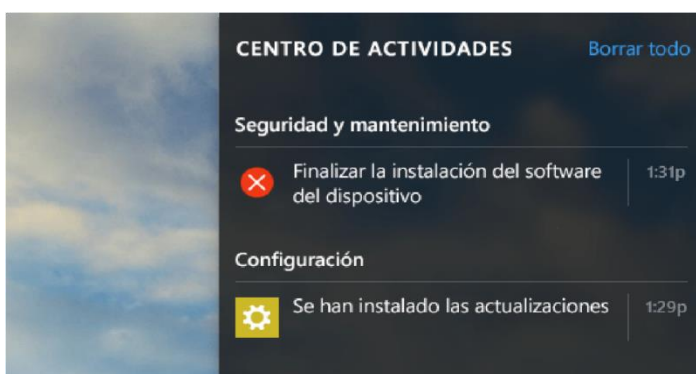 CENTRO DE ACTIVIDADES Borrar todo
Seguridad y mantenimiento
Finalizar la instalación del software 1:31p
del dispositivo
Configuración
Se han instalado las actualizaciones 1:29p